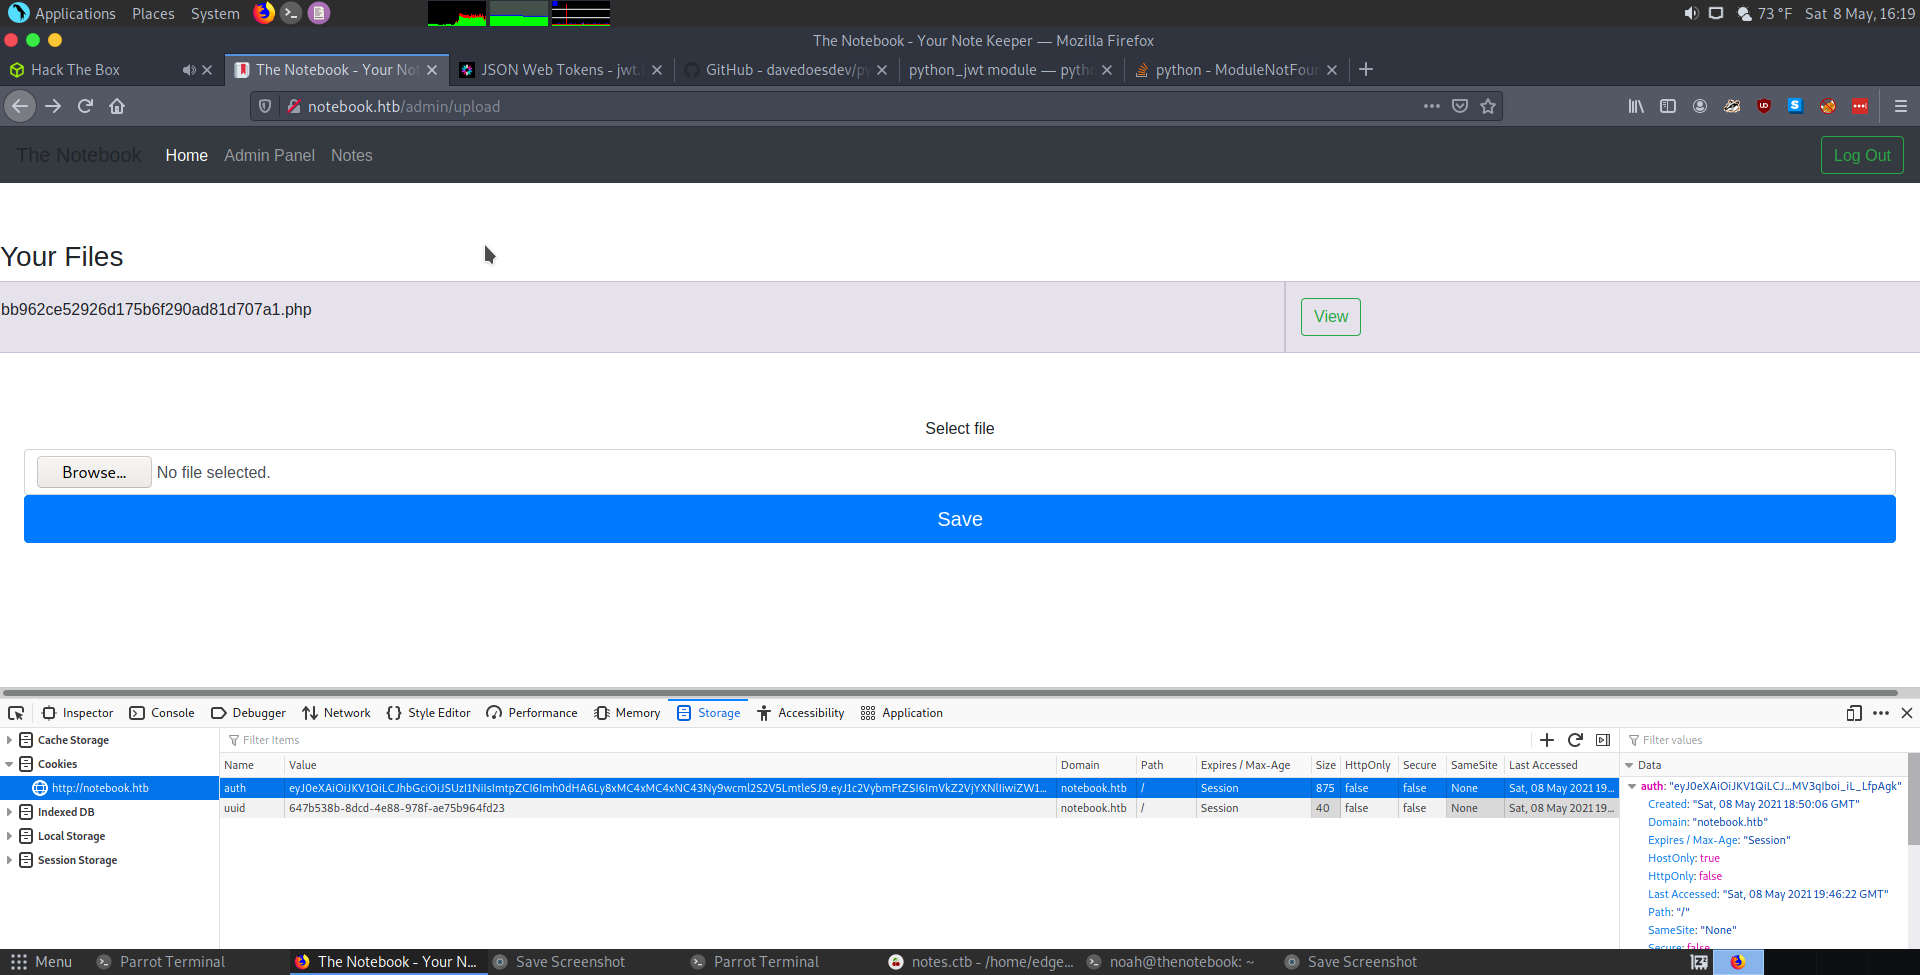 Applications Places System 73 °F Sat 8 May, 16:19
The Notebook - Your Note Keeper — Mozilla Firefox
Hack The Box The Notebook - Your Not JSON Web Tokens - jwt. GitHub - davedoesdev/py python_jwt module — pytho python - ModuleNotFoun
notebook.htb/admin/upload
The Notebook Home Admin Panel Notes Log Out
Your Files
bb962ce52926d175b6f290ad81d707a1.php View
Select file
Browse... No file selected.
Save
Inspector Console Debugger Network Style Editor Performance Memory Storage Accessibility Application
Cache Storage Filter Items Filter values
Cookies Name Value Domain Path Expires / Max-Age Size HttpOnly Secure SameSite Last Accessed Data
http://notebook.htb auth notebook.htb / Session 875 false false None Sat, 08 May 2021 19... auth: "eyJ0eXAiOiJKV1QiLCJ...MV3qIboi_iL_LfpAgk"
uuid 647b538b-8dcd-4e88-978f-ae75b964fd23 notebook.htb / Session 40 false false None Sat, 08 May 2021 19... Created: "Sat, 08 May 2021 18:50:06 GMT"
Indexed DB Domain: "notebook.htb"
Local Storage Expires / Max-Age: "Session"
Session Storage HostOnly: true
HttpOnly: false
Last Accessed: "Sat, 08 May 2021 19:46:22 GMT"
Path: "/"
SameSite: "None"
Secure: false
Menu Parrot Terminal The Notebook - Your N... Save Screenshot Parrot Terminal notes.ctb - /home/edge... noah@thenotebook: ~ Save Screenshot